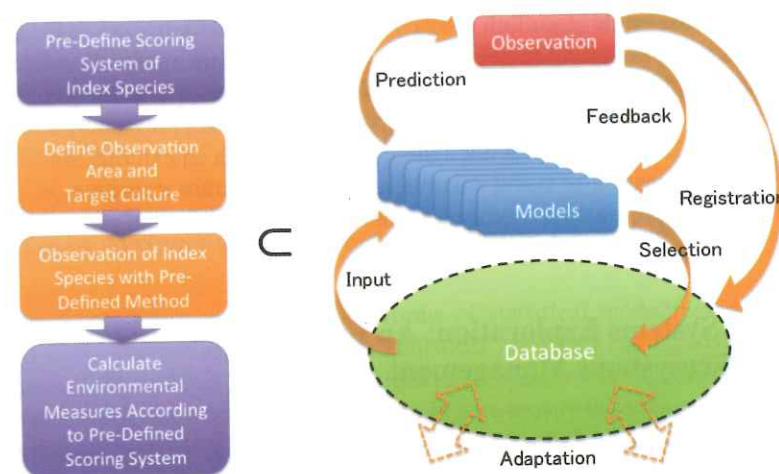 Pre-Define Scoring
System of
Index Species
Define Observation
Area and
Target Culture
Observation of Index
Species with Pre-
Defined Method
Calculate
Environmental
Measures According
to Pre-Defined
Scoring System
⊂
Observation
Prediction
Feedback
Models
Registration
Selection
Input
Database
Adaptation